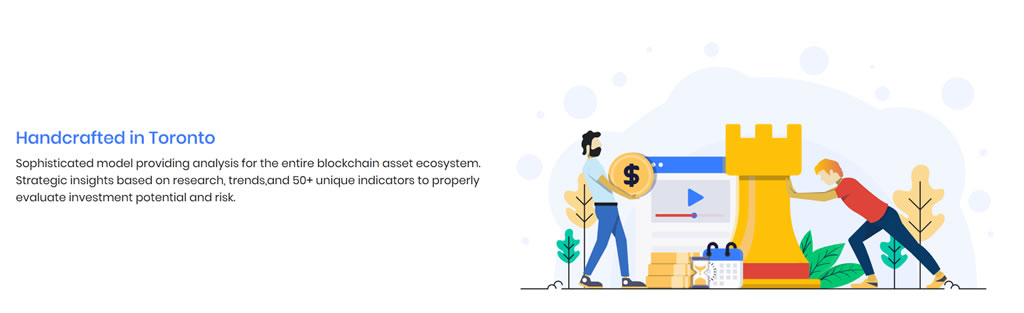 Handcrafted in Toronto
Sophisticated model providing analysis for the entire blockchain asset ecosystem.
Strategic insights based on research, trends,and 50+ unique indicators to properly
evaluate investment potential and risk.
$